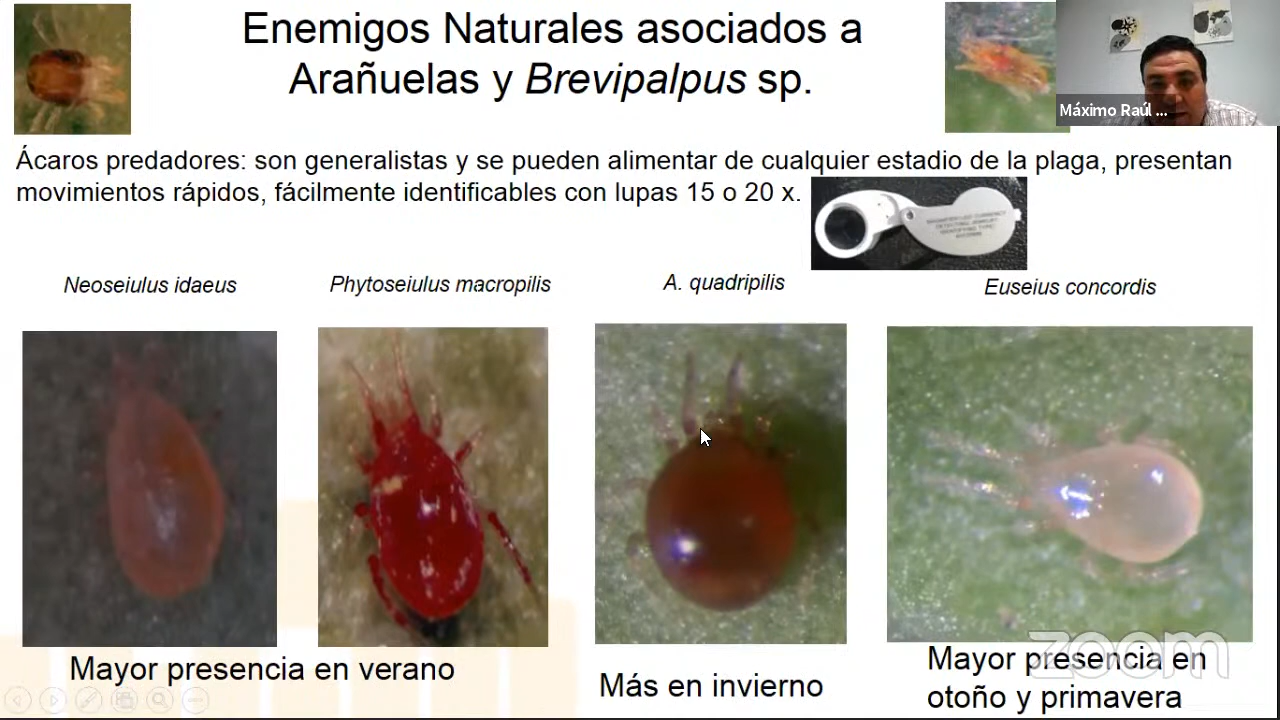 Enemigos Naturales asociados a
Arañuelas y Brevipalpus sp.
Máximo Raúl ...
Ácaros predadores: son generalistas y se pueden alimentar de cualquier estadio de la plaga, presentan
movimientos rápidos, fácilmente identificables con lupas 15 o 20 x.
Neoseiulus idaeus
Phytoseiulus macropilis
A. quadripilis
Euseius concordis
Mayor presencia en verano
Más en invierno
Mayor presencia en
otoño y primavera
zoom